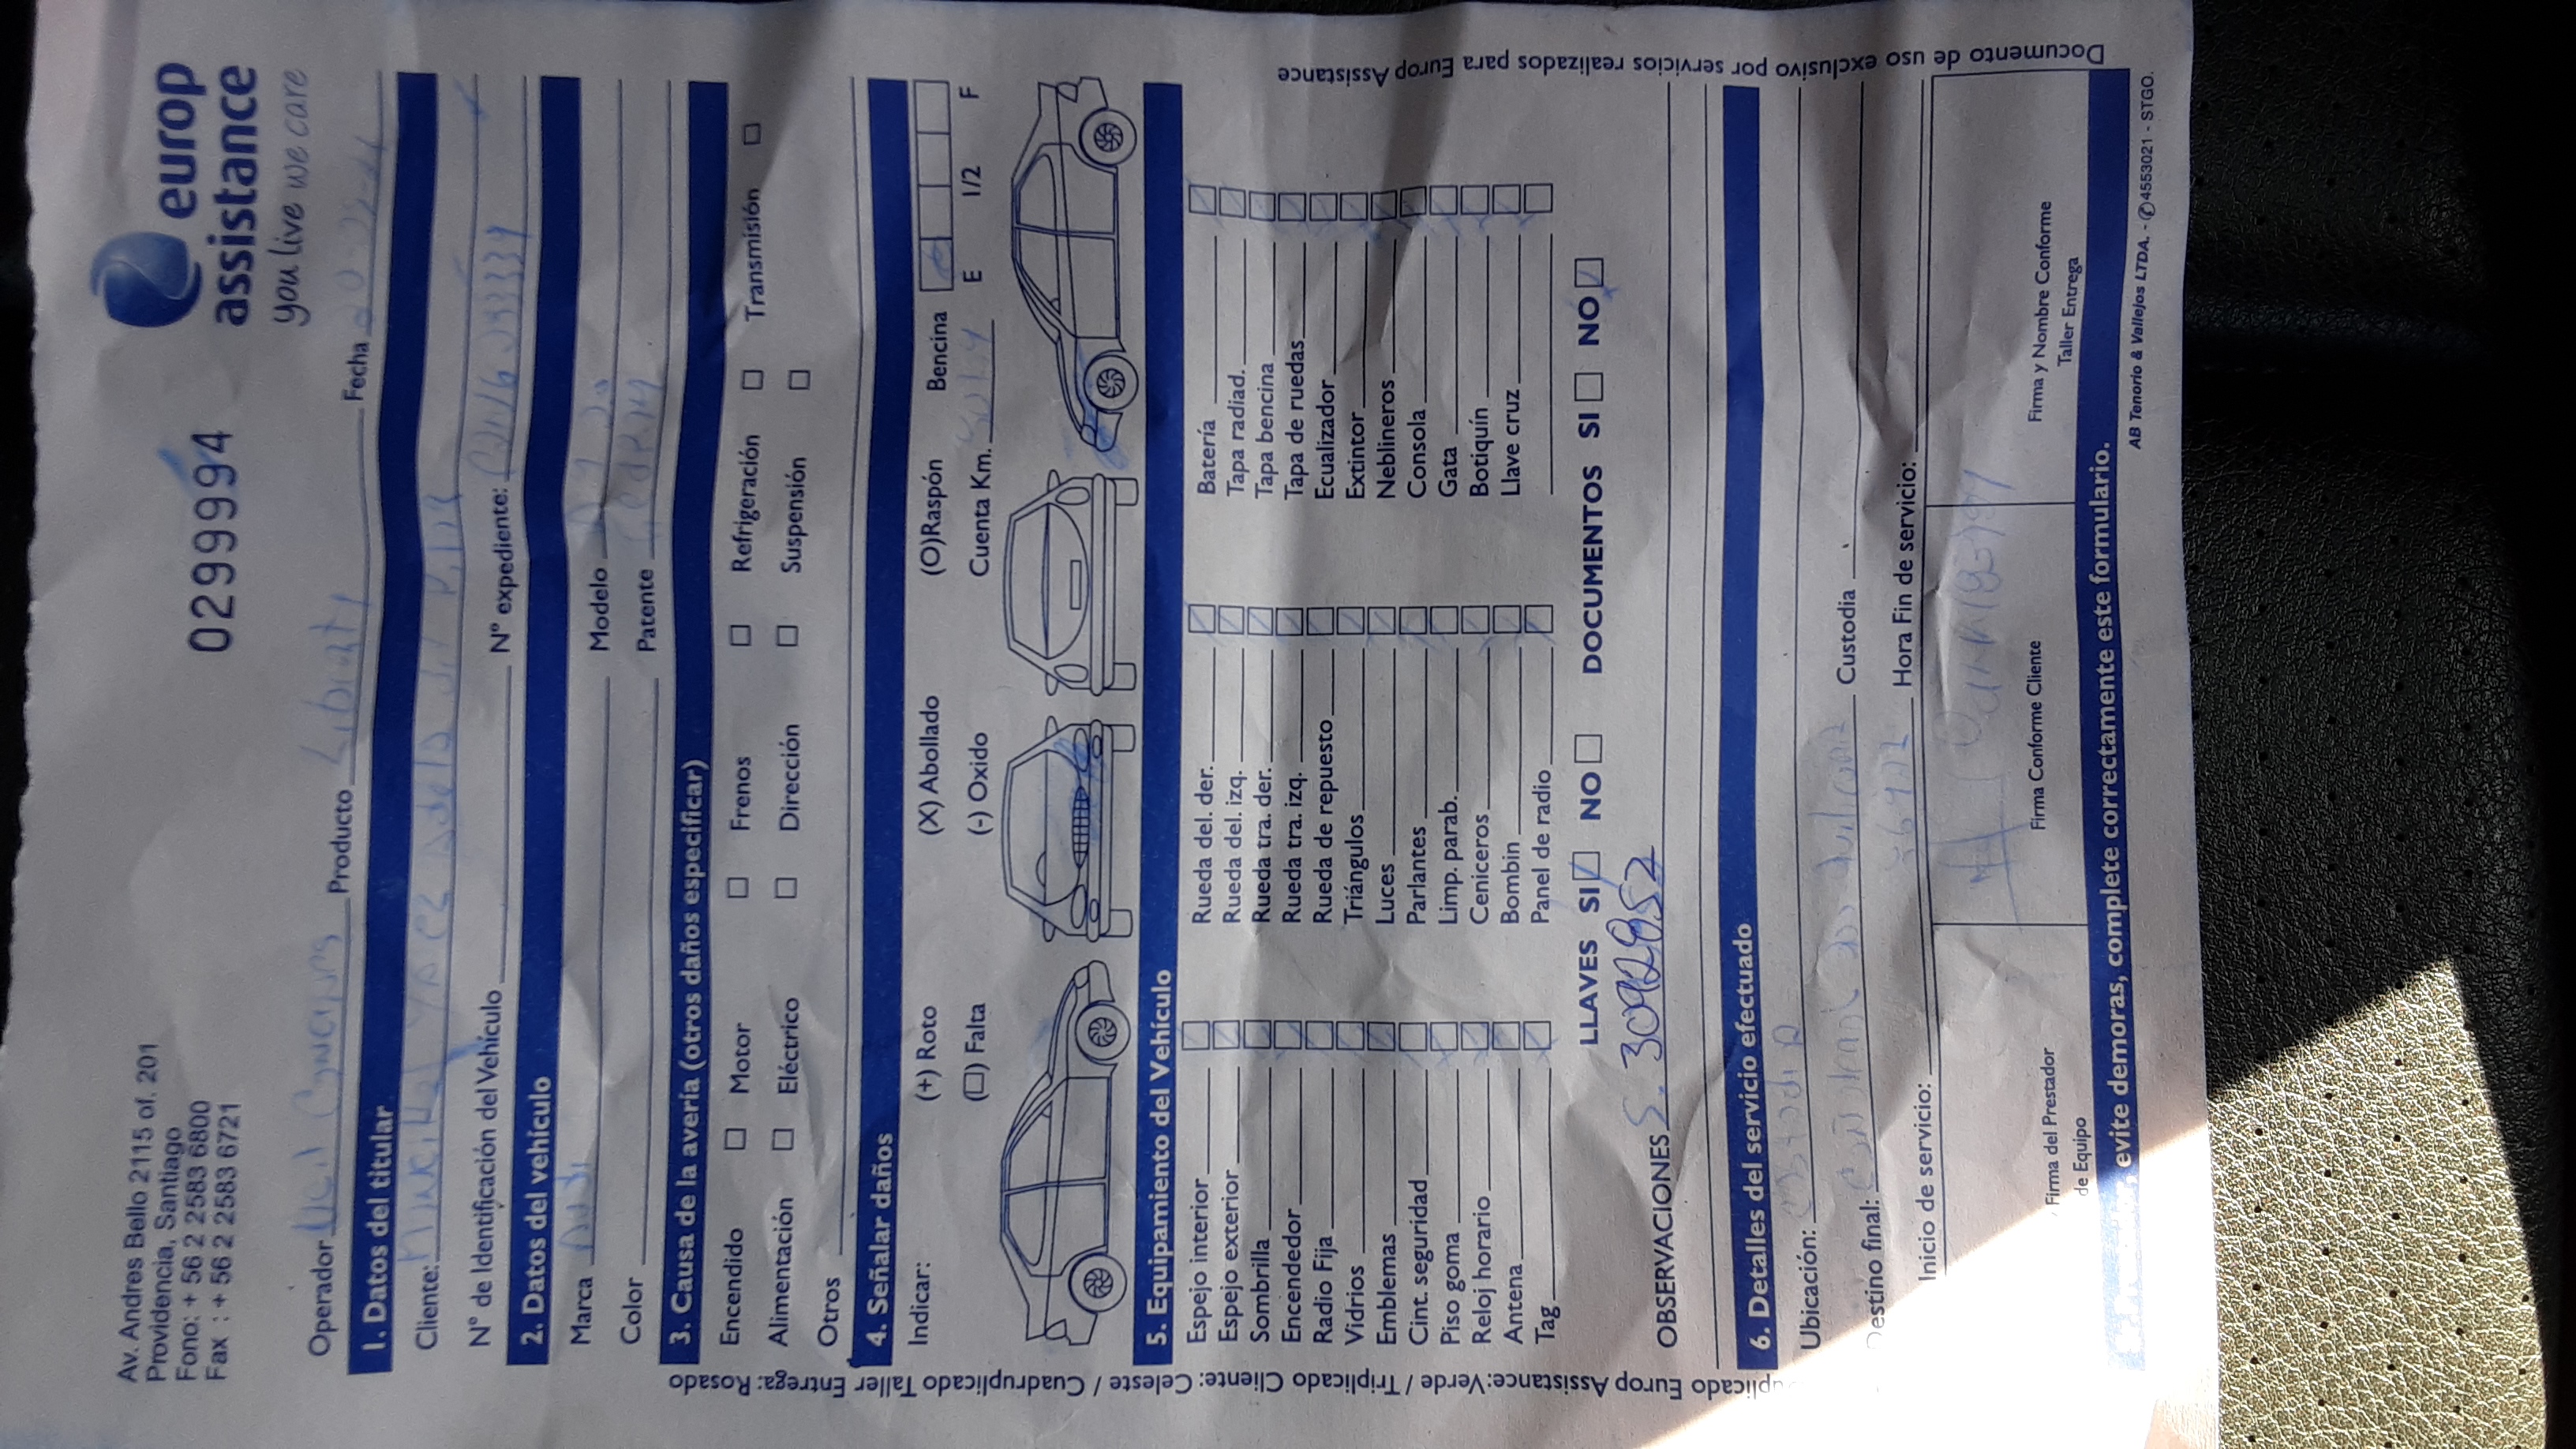 Av. Andres Bello 2115 of. 201
Providencia, Santiago
Fono: + 56 2 2583 6800
Fax : + 56 2 2583 6721
0299994
europ
assistance
you live we care
Operador Producto Liberty Fecha
1. Datos del titular
Cliente:
N° de Identificación del Vehículo N° expediente:
2. Datos del vehículo
Marca Audi Modelo
Color Patente
3. Causa de la avería (otros daños especificar)
Encendido Motor Frenos Refrigeración Transmisión
Alimentación Eléctrico Dirección Suspensión
Otros
4. Señalar daños
Indicar: (+) Roto (X) Abollado (O)Raspón Bencina
(□) Falta (-) Oxido Cuenta Km. E 1/2 F
5. Equipamiento del Vehículo
Espejo interior Rueda del. der. Batería
Espejo exterior Rueda del. izq. Tapa radiad.
Sombrilla Rueda tra. der. Tapa bencina
Encendedor Rueda tra. izq. Tapa de ruedas
Radio Fija Rueda de repuesto Ecualizador
Vidrios Triángulos Extintor
Emblemas Luces Neblineros
Cint. seguridad Parlantes Consola
Piso goma Limp. parab. Gata
Reloj horario Ceniceros Botiquín
Antena Bombin Llave cruz
Tag Panel de radio
LLAVES SI NO DOCUMENTOS SI NO
OBSERVACIONES S. 30929852
6. Detalles del servicio efectuado
Ubicación:
Destino final: Custodia
Inicio de servicio: Hora Fin de servicio:
Firma del Prestador
de Equipo
Firma Conforme Cliente
Firma y Nombre Conforme
Taller Entrega
evite demoras, complete correctamente este formulario.
AB Tenorio & Vallejos LTDA. - ✆4553021 - STGO.
Duplicado Europ Assistance:Verde / Triplicado Cliente: Celeste / Cuadruplicado Taller Entrega: Rosado
Documento de uso exclusivo por servicios realizados para Europ Assistance